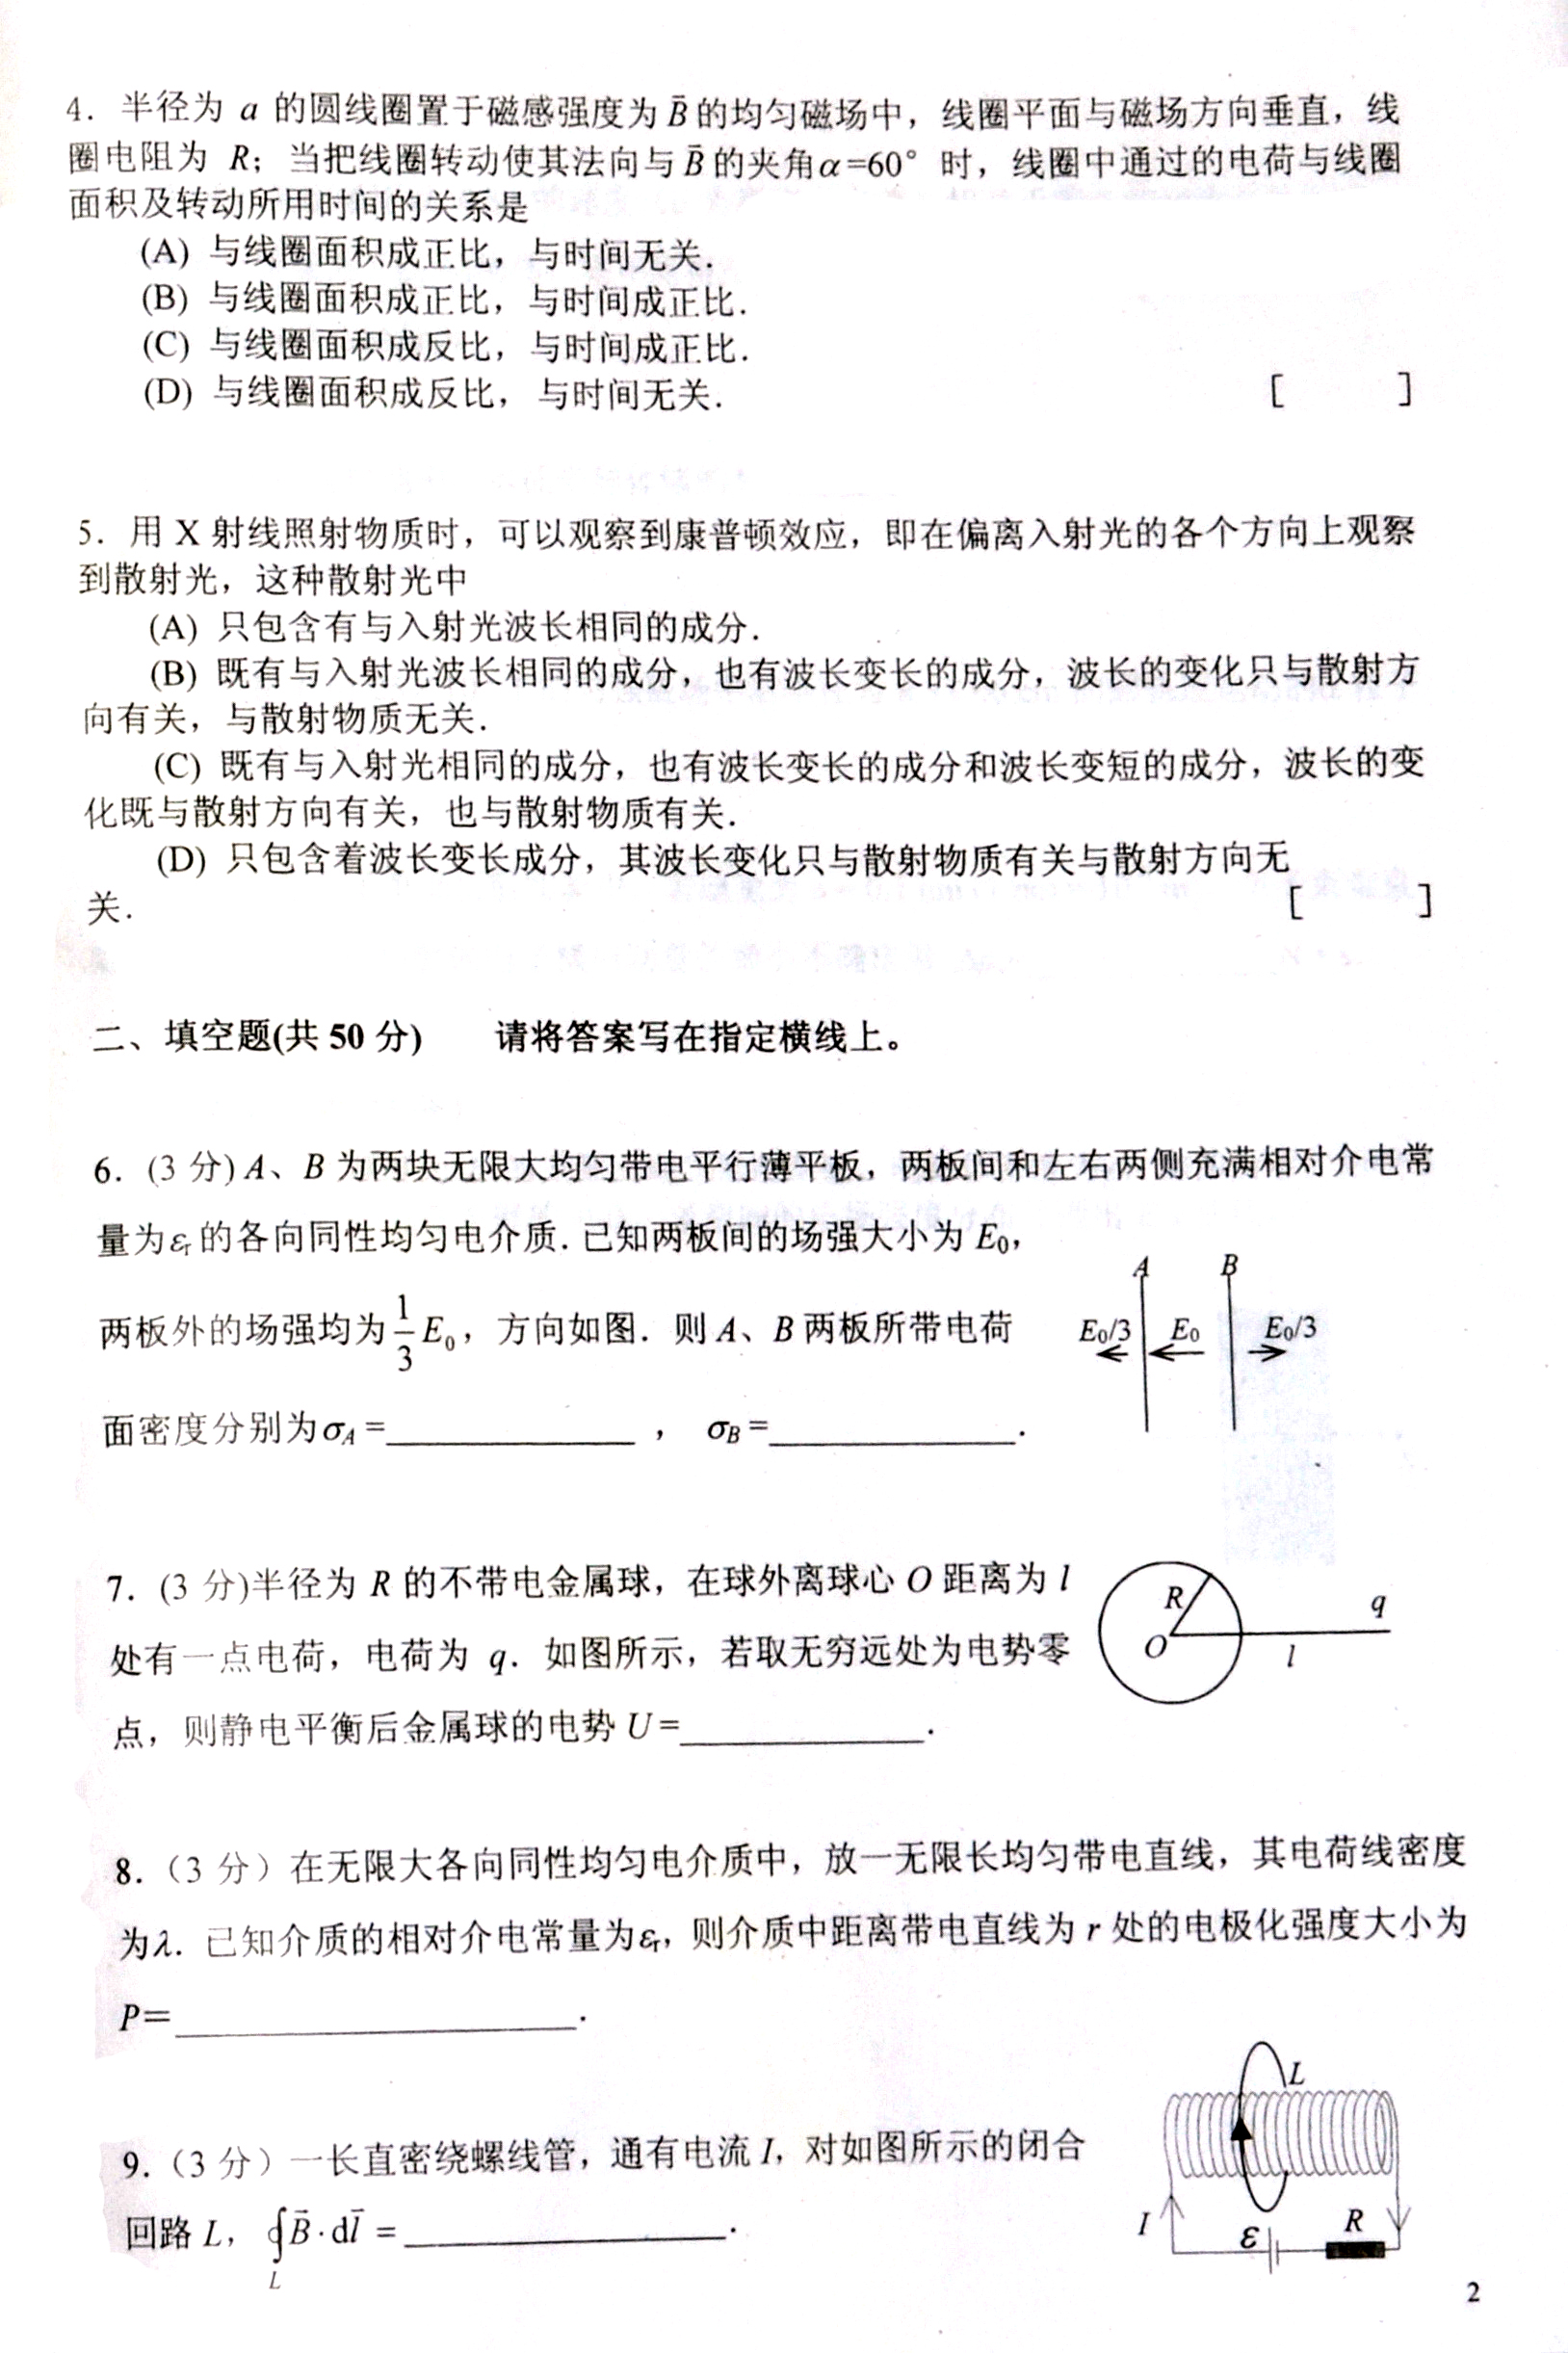 4. 半径为 a 的圆线圈置于磁感强度为 B̄ 的均匀磁场中，线圈平面与磁场方向垂直，线
圈电阻为 R；当把线圈转动使其法向与 B̄ 的夹角α=60° 时，线圈中通过的电荷与线圈
面积及转动所用时间的关系是
(A) 与线圈面积成正比，与时间无关．
(B) 与线圈面积成正比，与时间成正比．
(C) 与线圈面积成反比，与时间成正比．
(D) 与线圈面积成反比，与时间无关． [ ]
5. 用 X 射线照射物质时，可以观察到康普顿效应，即在偏离入射光的各个方向上观察
到散射光，这种散射光中
(A) 只包含有与入射光波长相同的成分．
(B) 既有与入射光波长相同的成分，也有波长变长的成分，波长的变化只与散射方
向有关，与散射物质无关．
(C) 既有与入射光相同的成分，也有波长变长的成分和波长变短的成分，波长的变
化既与散射方向有关，也与散射物质有关．
(D) 只包含着波长变长成分，其波长变化只与散射物质有关与散射方向无
关． [ ]
二、填空题(共 50 分) 请将答案写在指定横线上。
6. (3 分) A、B 为两块无限大均匀带电平行薄平板，两板间和左右两侧充满相对介电常
量为εr 的各向同性均匀电介质．已知两板间的场强大小为 E₀，
两板外的场强均为 1/3 E₀，方向如图．则 A、B 两板所带电荷
面密度分别为σA =______________ ， σB =______________．
A B
E₀/3 E₀ E₀/3
7. (3 分)半径为 R 的不带电金属球，在球外离球心 O 距离为 l
处有一点电荷，电荷为 q．如图所示，若取无穷远处为电势零
点，则静电平衡后金属球的电势 U =______________．
R O l q
8.（3 分）在无限大各向同性均匀电介质中，放一无限长均匀带电直线，其电荷线密度
为λ．已知介质的相对介电常量为εr，则介质中距离带电直线为 r 处的电极化强度大小为
P＝______________________．
9.（3 分）一长直密绕螺线管，通有电流 I，对如图所示的闭合
回路 L，∮L B̄ · dl̄ =__________________．
L
I ε R
2